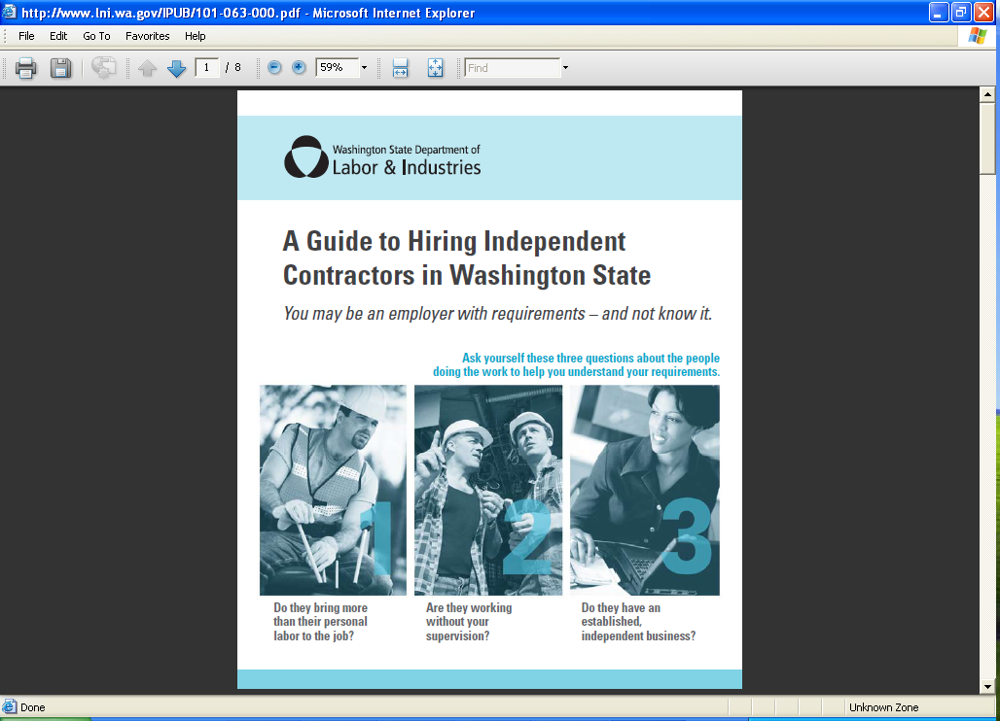 http://www.lni.wa.gov/IPUB/101-063-000.pdf - Microsoft Internet Explorer
File Edit Go To Favorites Help
1 / 8 59% Find
Washington State Department of
Labor & Industries
A Guide to Hiring Independent
Contractors in Washington State
You may be an employer with requirements – and not know it.
Ask yourself these three questions about the people
doing the work to help you understand your requirements.
1 2 3
Do they bring more
than their personal
labor to the job?
Are they working
without your
supervision?
Do they have an
established,
independent business?
Done Unknown Zone